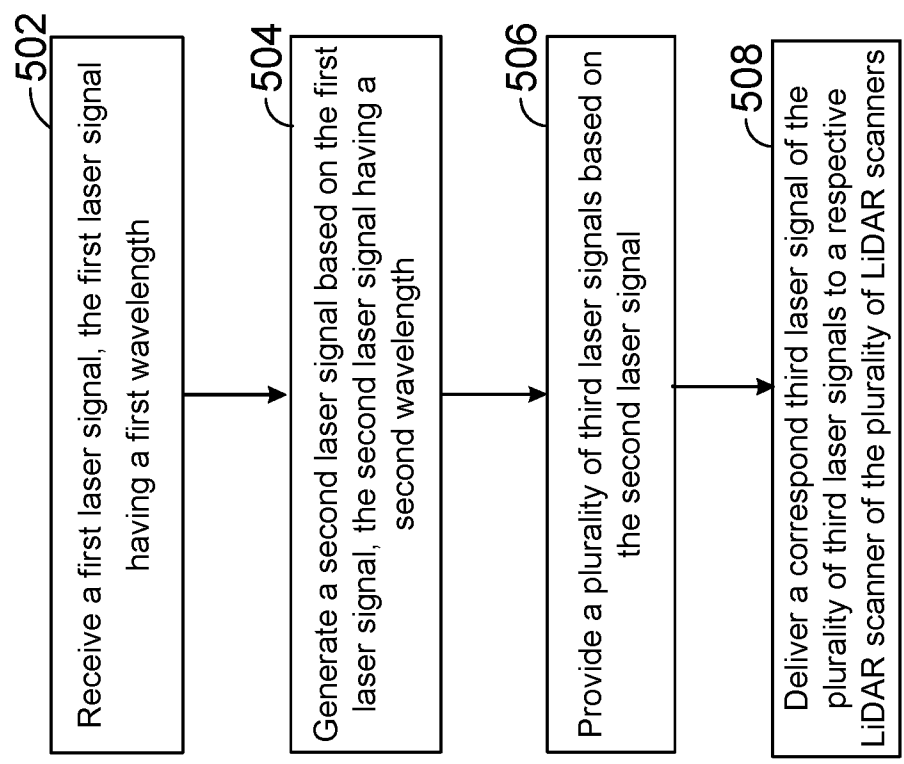 502
Receive a first laser signal, the first laser signal
having a first wavelength
504
Generate a second laser signal based on the first
laser signal, the second laser signal having a
second wavelength
506
Provide a plurality of third laser signals based on
the second laser signal
508
Deliver a correspond third laser signal of the
plurality of third laser signals to a respective
LiDAR scanner of the plurality of LiDAR scanners